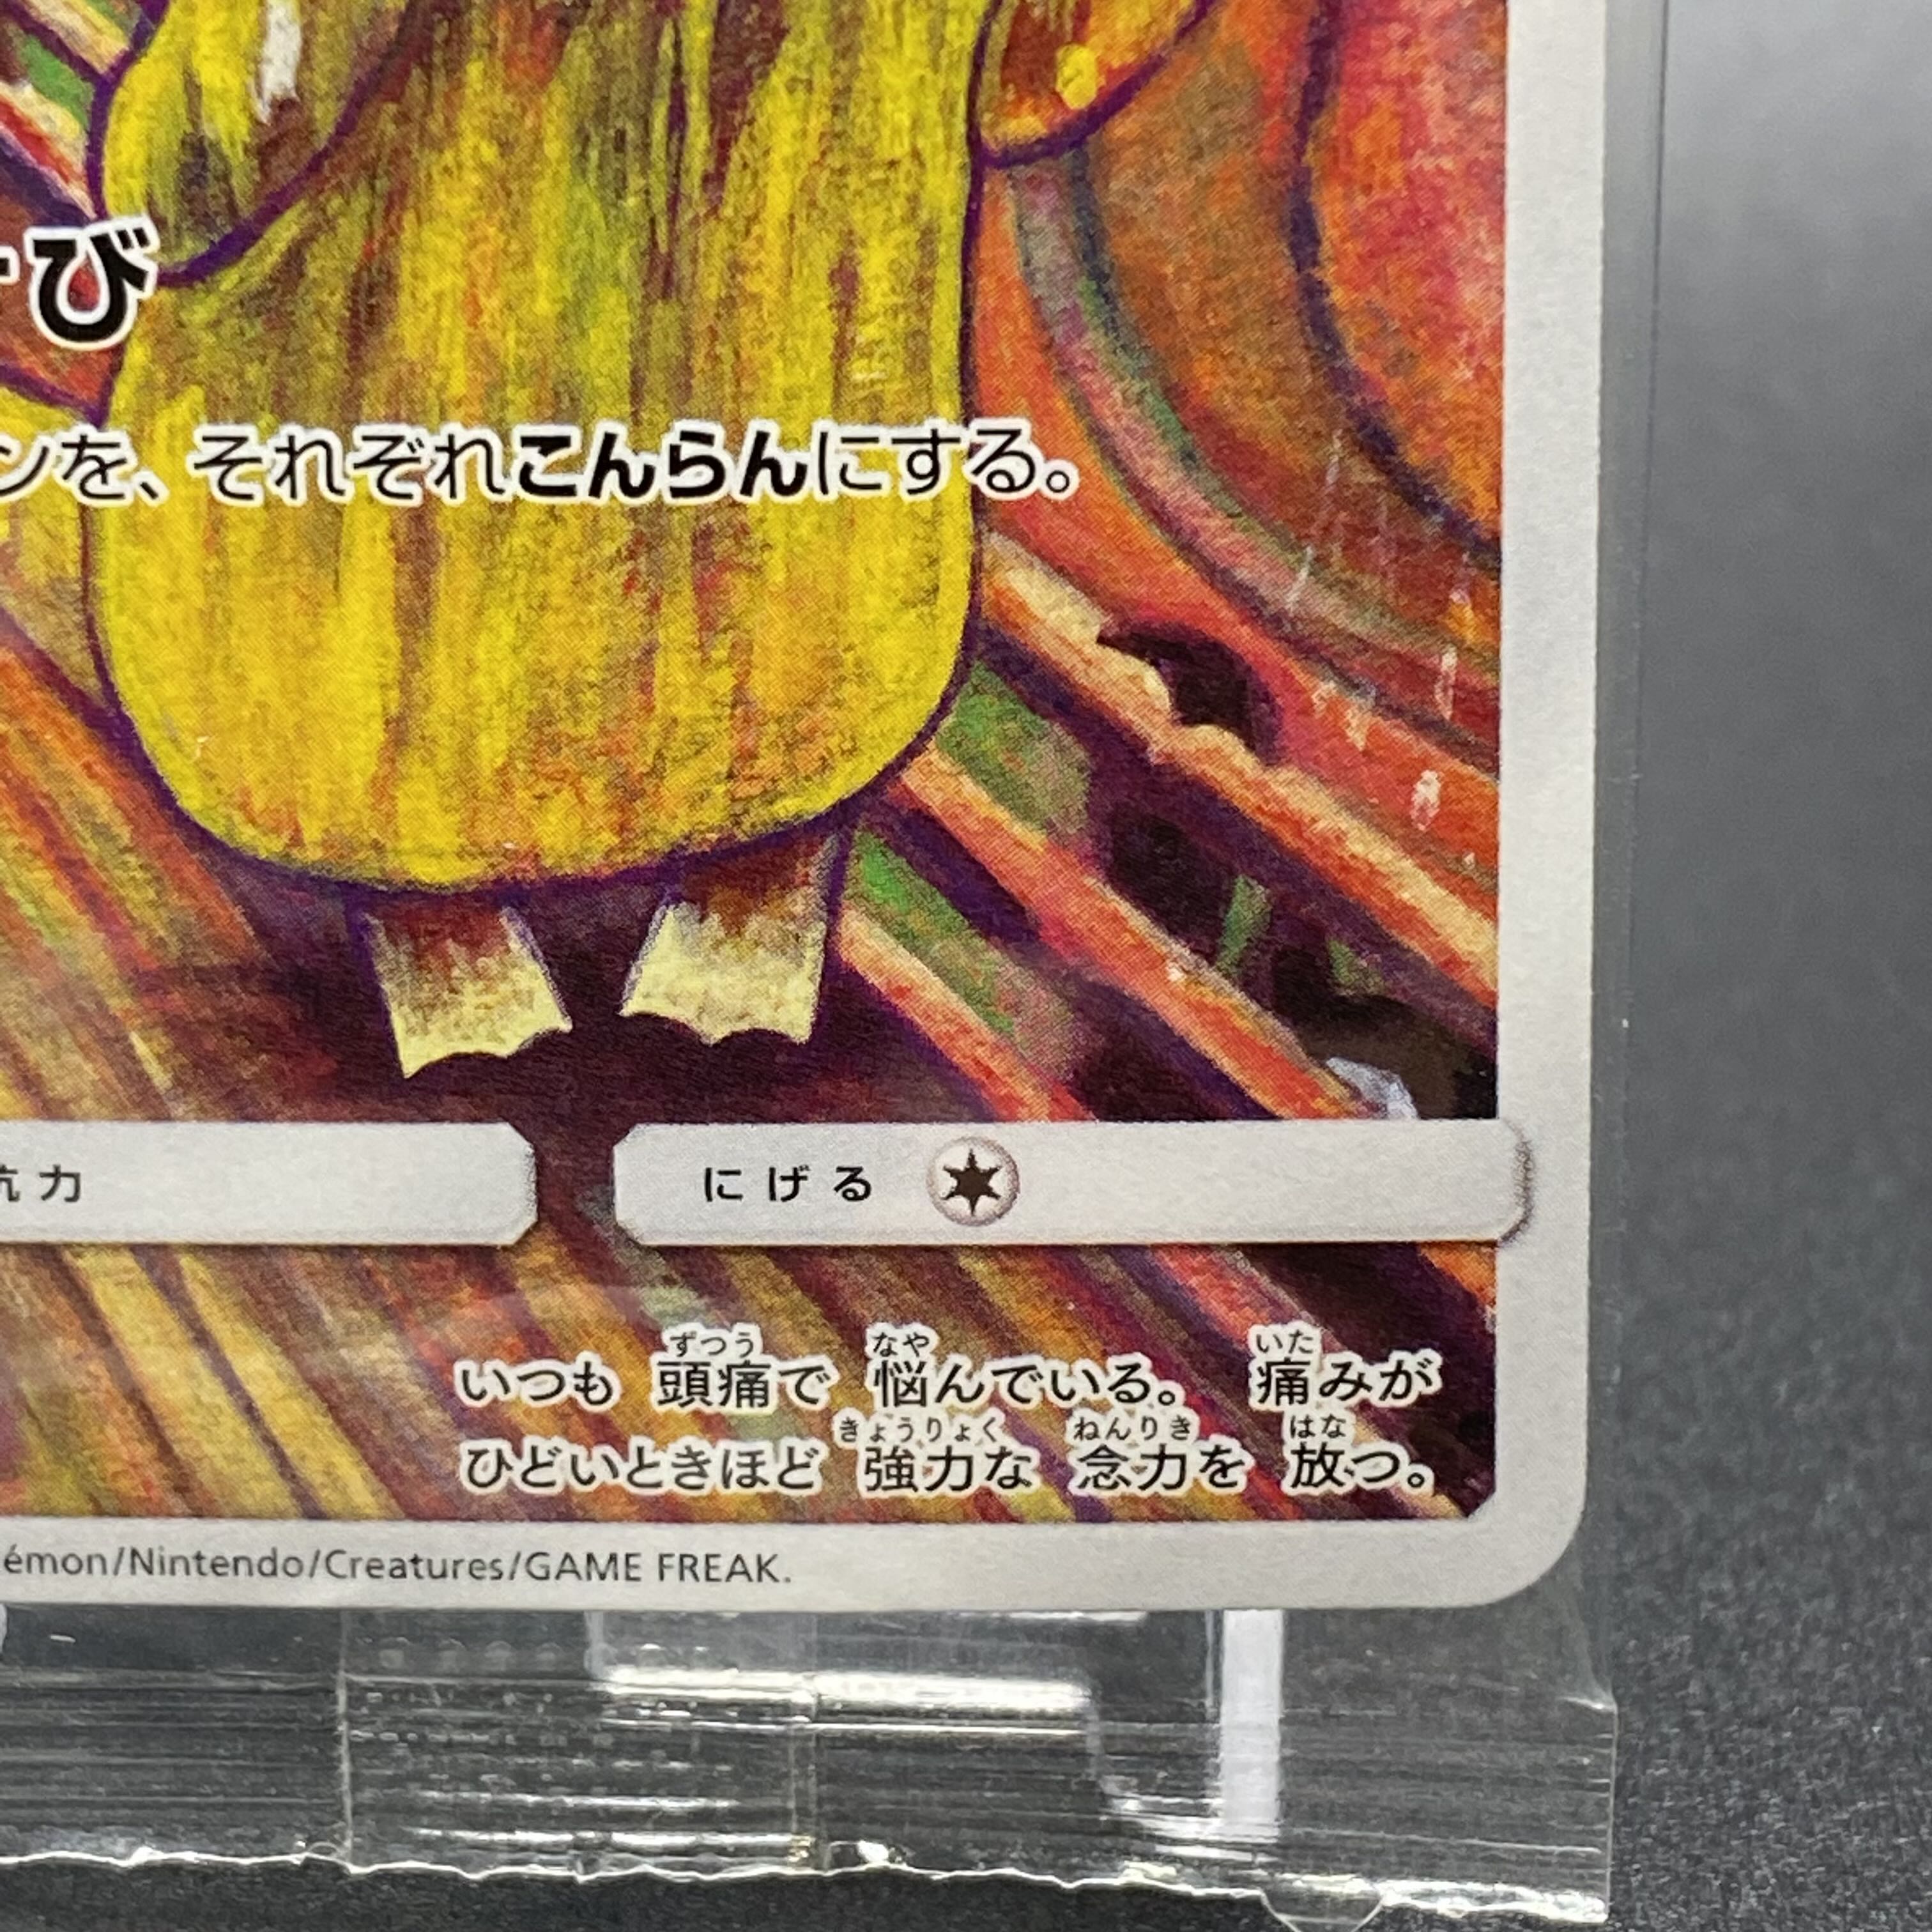 び
ンを、それぞれこんらんにする。
抗力 にげる
ずつう なや いた
いつも 頭痛で 悩んでいる。 痛みが
きょうりょく ねんりき はな
ひどいときほど 強力な 念力を 放つ。
émon/Nintendo/Creatures/GAME FREAK.